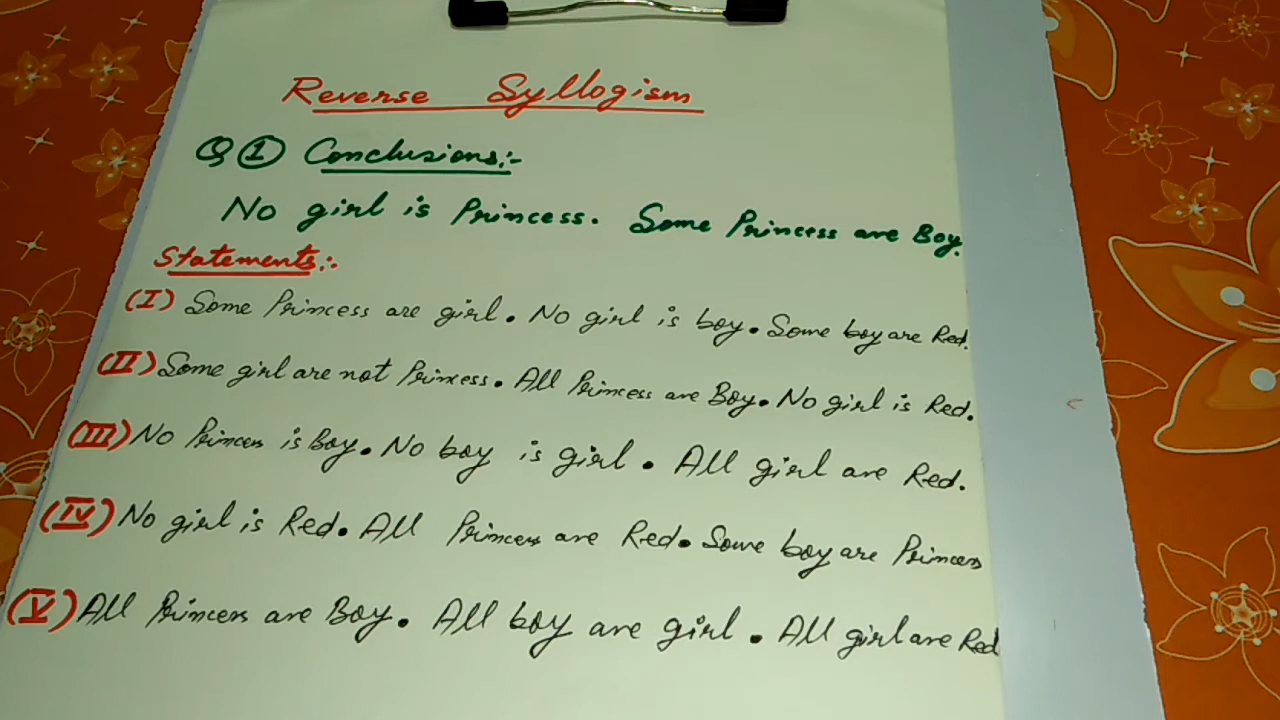 Reverse Syllogism
Q ① Conclusions:-
No girl is Princess. Some Princess are Boy.
Statements:.
(I) Some Princess are girl. No girl is boy. Some boy are Red.
(II) Some girl are not Princess. All Princess are Boy. No girl is Red.
(III) No Princess is Boy. No boy is girl. All girl are Red.
(IV) No girl is Red. All Princess are Red. Some boy are Princess
(V) All Princess are Boy. All boy are girl. All girl are Red